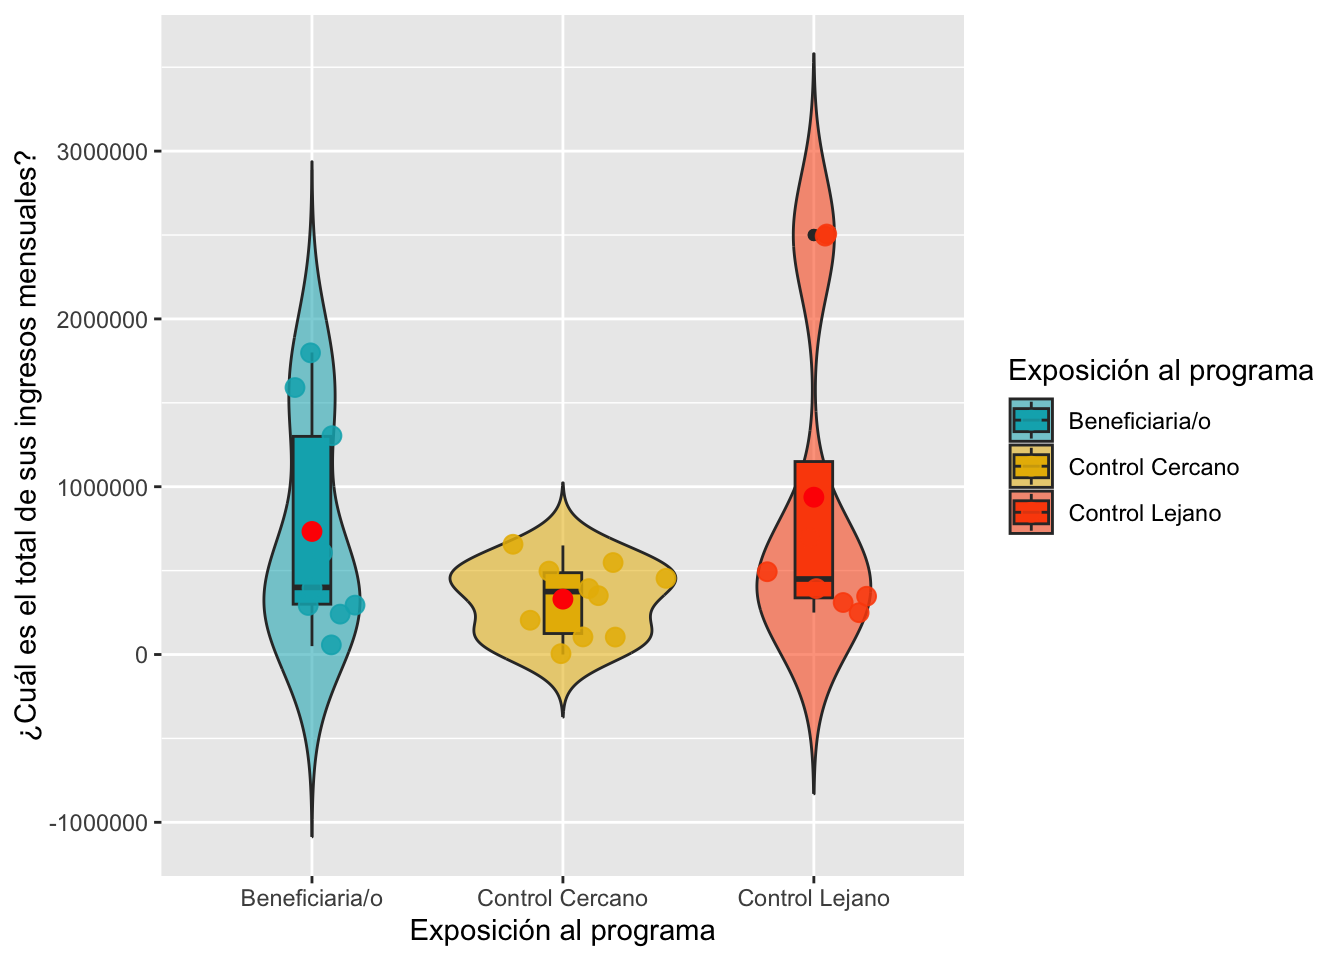 ¿Cuál es el total de sus ingresos mensuales?
3000000
2000000
1000000
0
-1000000
Beneficiaria/o
Control Cercano
Control Lejano
Exposición al programa
Exposición al programa
Beneficiaria/o
Control Cercano
Control Lejano